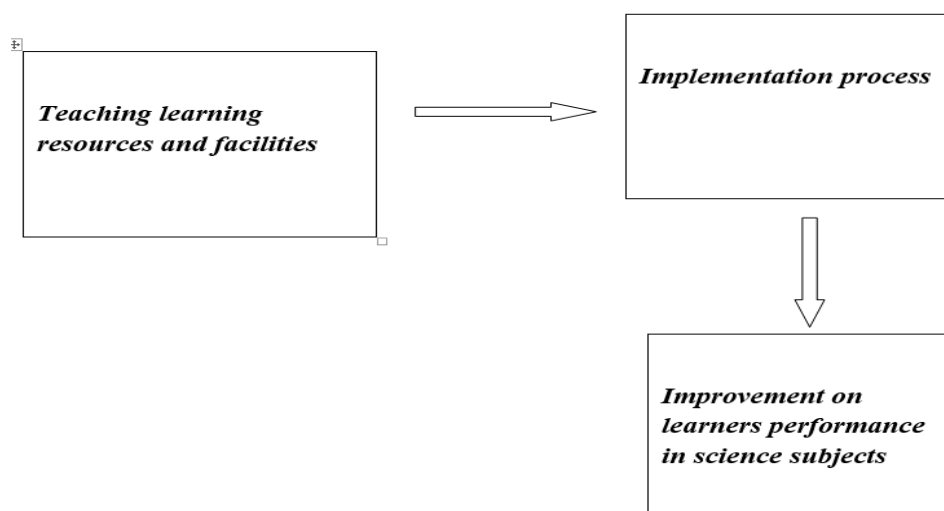 Teaching learning
resources and facilities
Implementation process
Improvement on
learners performance
in science subjects